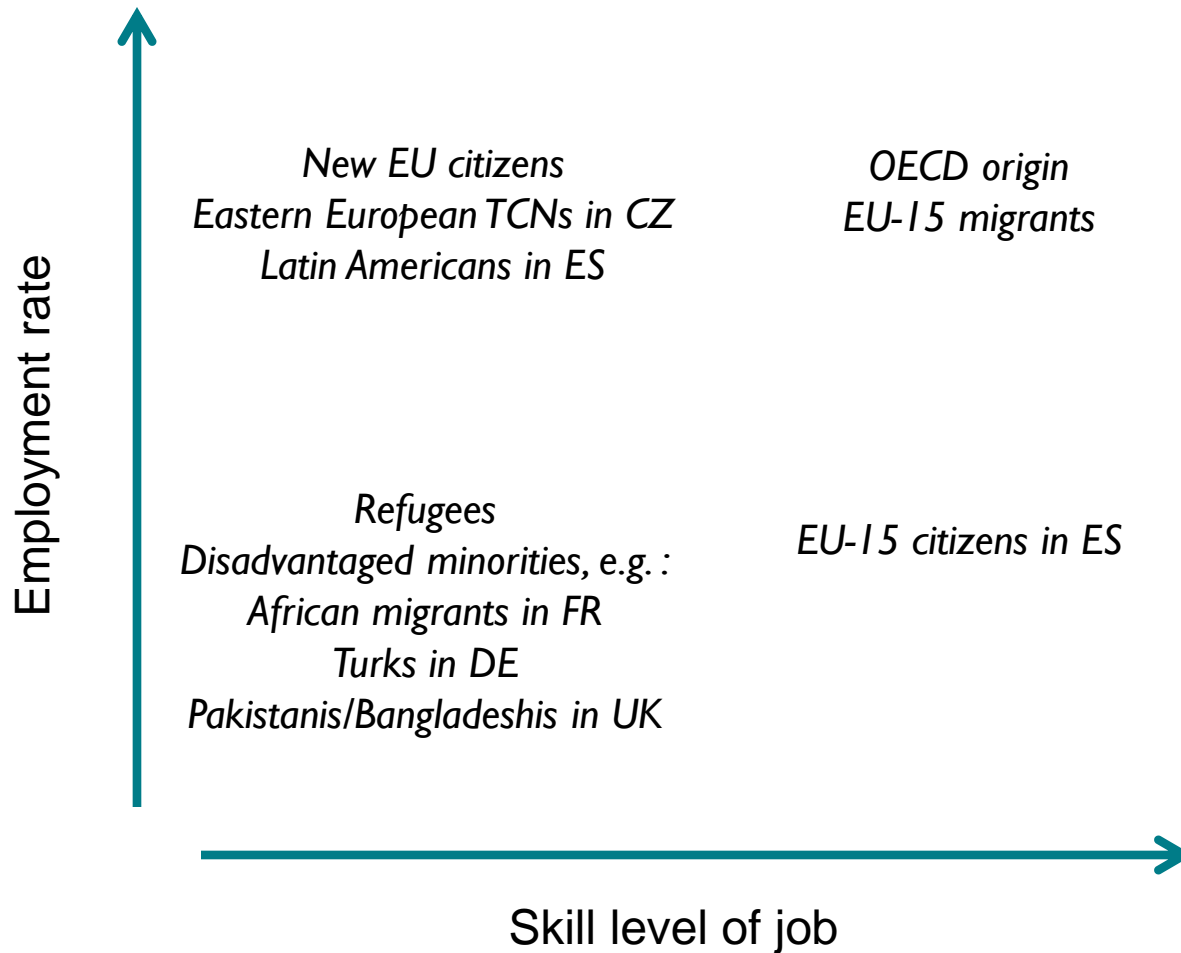 Employment rate
New EU citizens
Eastern European TCNs in CZ
Latin Americans in ES
OECD origin
EU-15 migrants
Refugees
Disadvantaged minorities, e.g. :
African migrants in FR
Turks in DE
Pakistanis/Bangladeshis in UK
EU-15 citizens in ES
Skill level of job